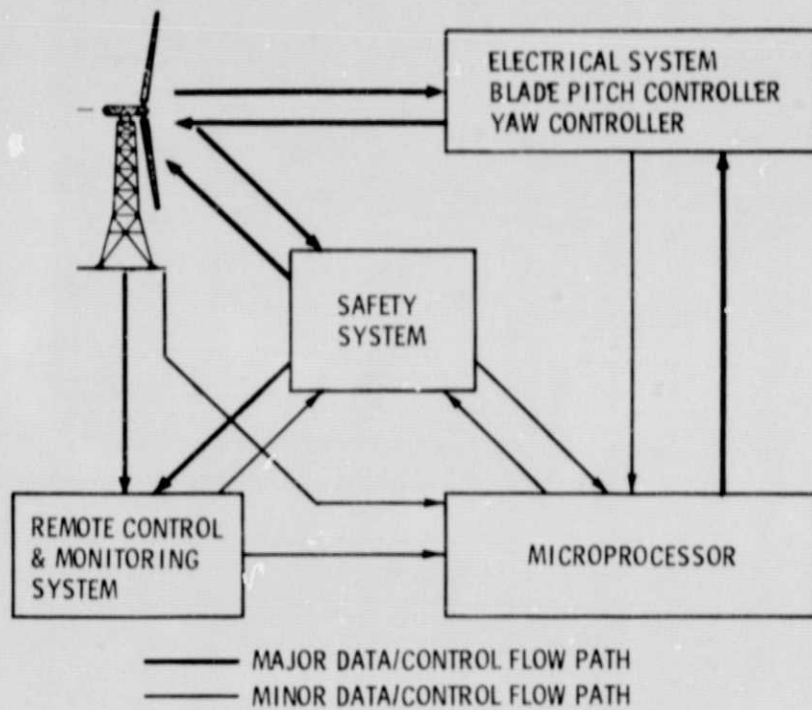 ELECTRICAL SYSTEM
BLADE PITCH CONTROLLER
YAW CONTROLLER
SAFETY
SYSTEM
REMOTE CONTROL
& MONITORING
SYSTEM
MICROPROCESSOR
MAJOR DATA/CONTROL FLOW PATH
MINOR DATA/CONTROL FLOW PATH